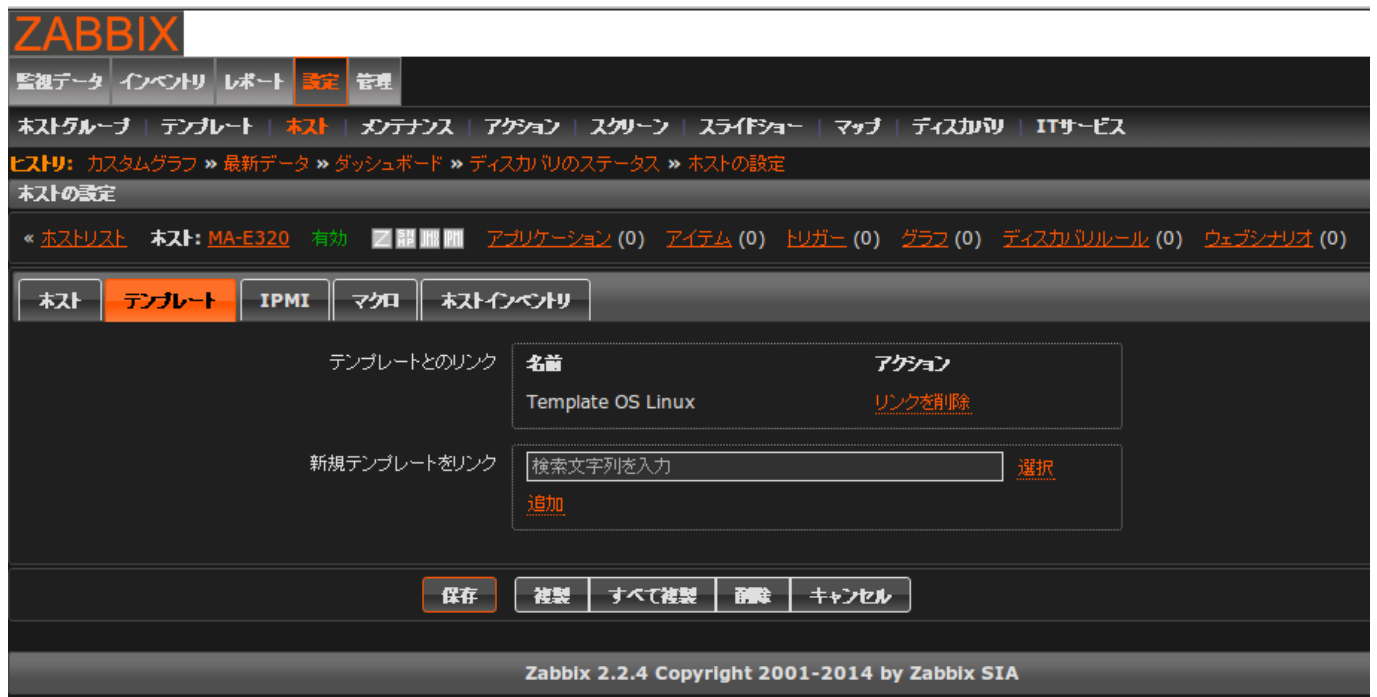 ZABBIX
監視データ インベントリ レポート 設定 管理
ホストグループ | テンプレート | ホスト | メンテナンス | アクション | スクリーン | スライドショー | マップ | ディスカバリ | ITサービス
ヒストリ: カスタムグラフ » 最新データ » ダッシュボード » ディスカバリのステータス » ホストの設定
ホストの設定
« ホストリスト ホスト: MA-E320 有効 Z SNMP JMX IPMI アプリケーション (0) アイテム (0) トリガー (0) グラフ (0) ディスカバリルール (0) ウェブシナリオ (0)
ホスト テンプレート IPMI マクロ ホストインベントリ
テンプレートとのリンク 名前 アクション
Template OS Linux リンクを削除
新規テンプレートをリンク 検索文字列を入力 選択
追加
保存 複製 すべて複製 削除 キャンセル
Zabbix 2.2.4 Copyright 2001-2014 by Zabbix SIA